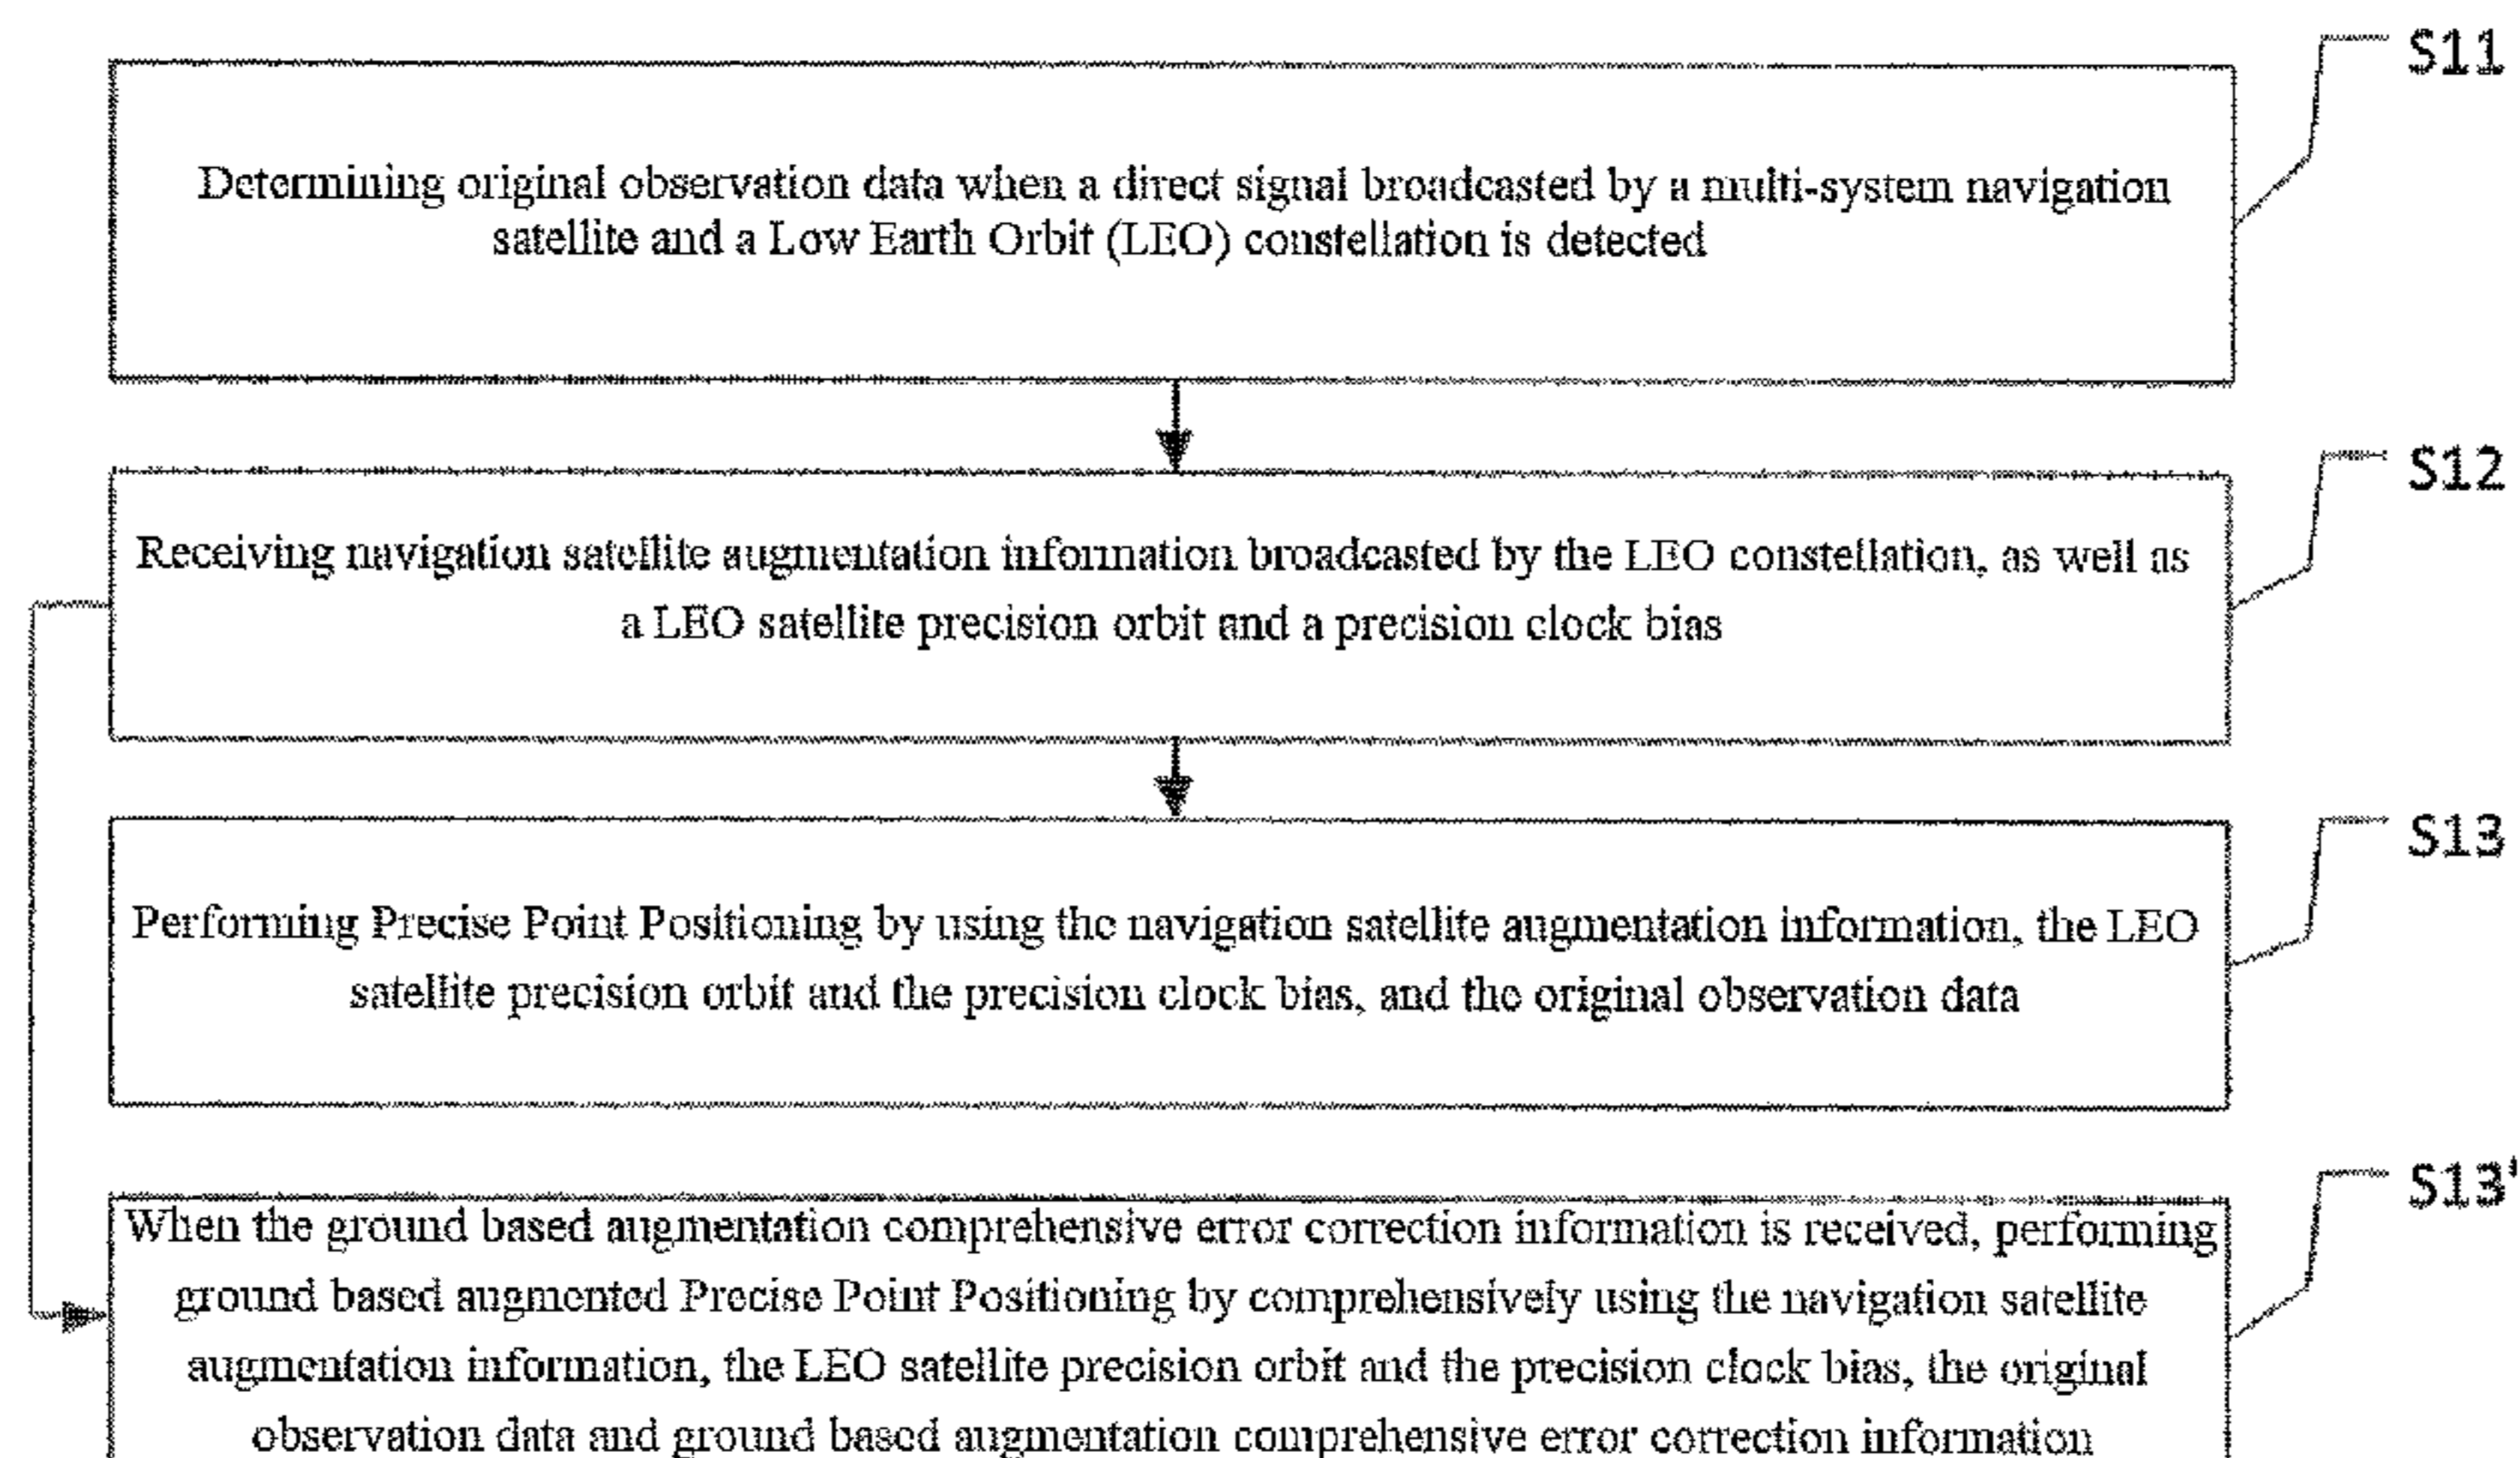 S11
Determining original observation data when a direct signal broadcasted by a multi-system navigation
satellite and a Low Earth Orbit (LEO) constellation is detected
S12
Receiving navigation satellite augmentation information broadcasted by the LEO constellation, as well as
a LEO satellite precision orbit and a precision clock bias
S13
Performing Precise Point Positioning by using the navigation satellite augmentation information, the LEO
satellite precision orbit and the precision clock bias, and the original observation data
S13'
When the ground based augmentation comprehensive error correction information is received, performing
ground based augmented Precise Point Positioning by comprehensively using the navigation satellite
augmentation information, the LEO satellite precision orbit and the precision clock bias, the original
observation data and ground based augmentation comprehensive error correction information